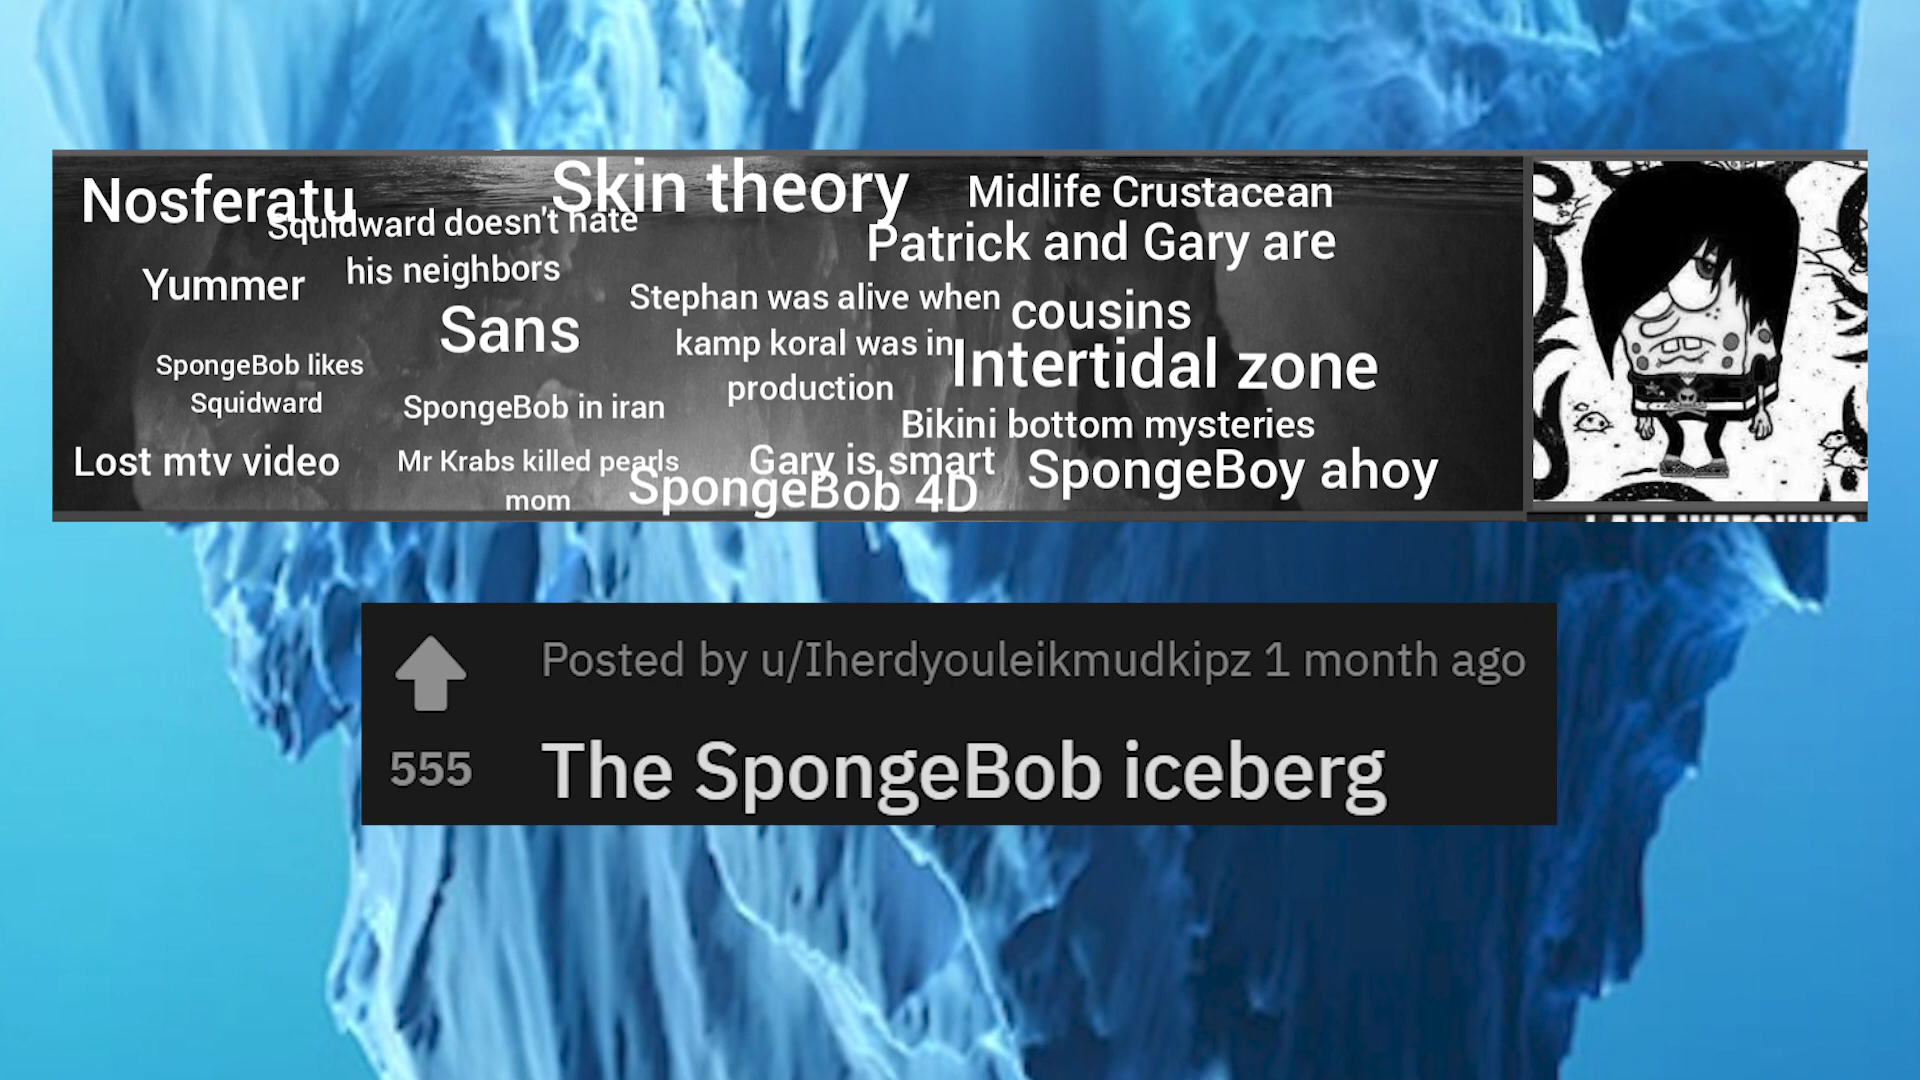 Nosferatu
Squidward doesn't hate
his neighbors
Skin theory
Midlife Crustacean
Patrick and Gary are
cousins
Yummer
Sans
Stephan was alive when
kamp koral was in
production
Intertidal zone
SpongeBob likes
Squidward
SpongeBob in iran
Bikini bottom mysteries
Lost mtv video
Mr Krabs killed pearls
mom
Gary is smart
SpongeBob 4D
SpongeBoy ahoy
Posted by u/Iherdyouleikmudkipz 1 month ago
555
The SpongeBob iceberg